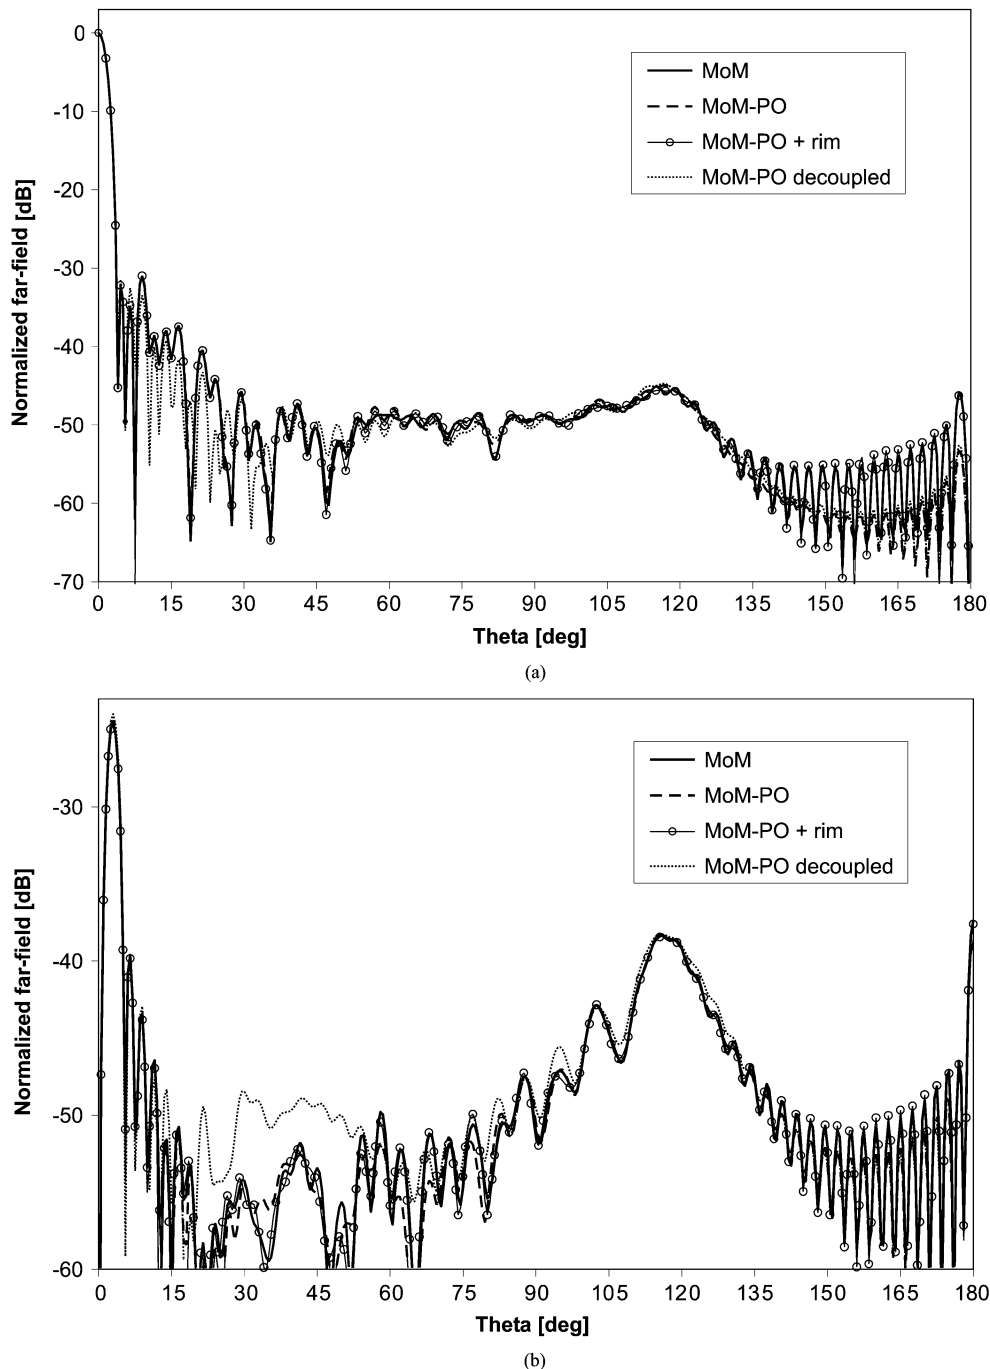 0
-10
-20
-30
-40
-50
-60
-70
Normalized far-field [dB]
MoM
MoM-PO
MoM-PO + rim
MoM-PO decoupled
0 15 30 45 60 75 90 105 120 135 150 165 180
Theta [deg]
(a)
-30
-40
-50
-60
Normalized far-field [dB]
MoM
MoM-PO
MoM-PO + rim
MoM-PO decoupled
0 15 30 45 60 75 90 105 120 135 150 165 180
Theta [deg]
(b)